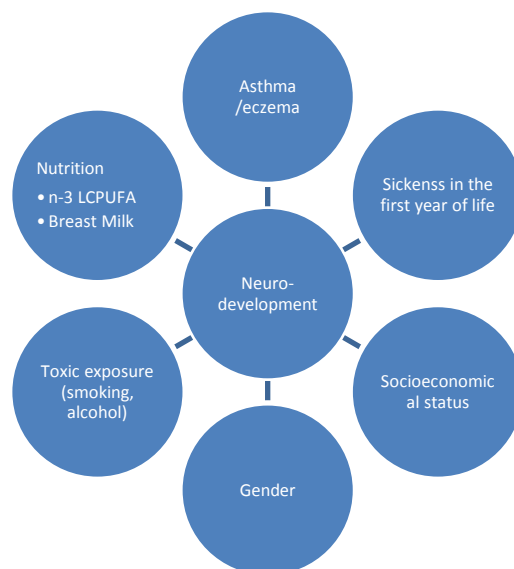 Asthma
/eczema
Nutrition
• n-3 LCPUFA
• Breast Milk
Sickenss in the
first year of life
Neuro-
development
Toxic exposure
(smoking,
alcohol)
Socioeconomic
al status
Gender